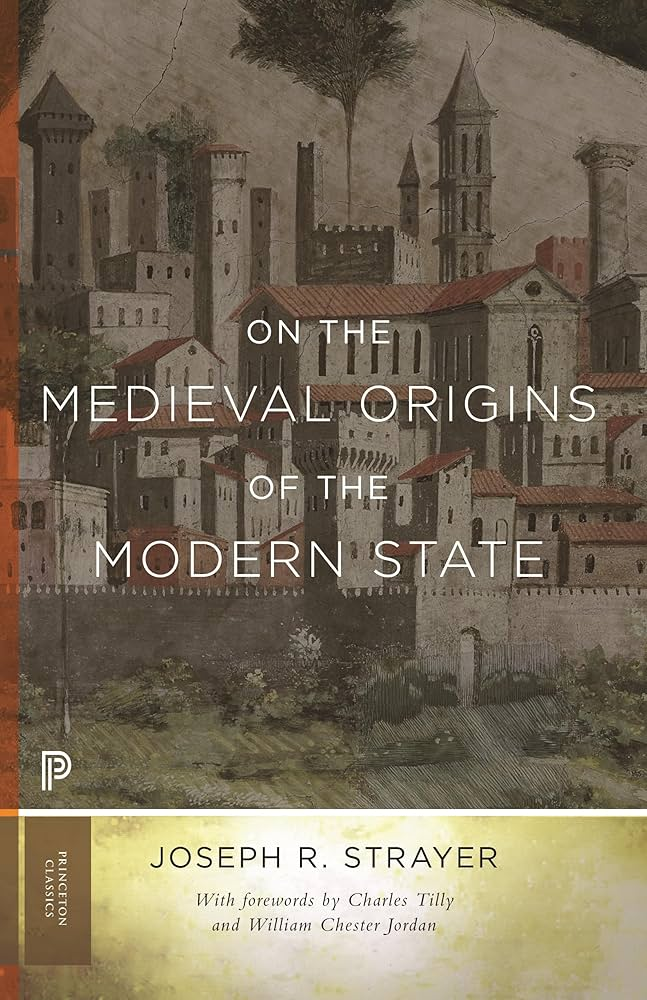 ON THE
MEDIEVAL ORIGINS
OF THE
MODERN STATE
P
JOSEPH R. STRAYER
With forewords by Charles Tilly
and William Chester Jordan
PRINCETON
CLASSICS